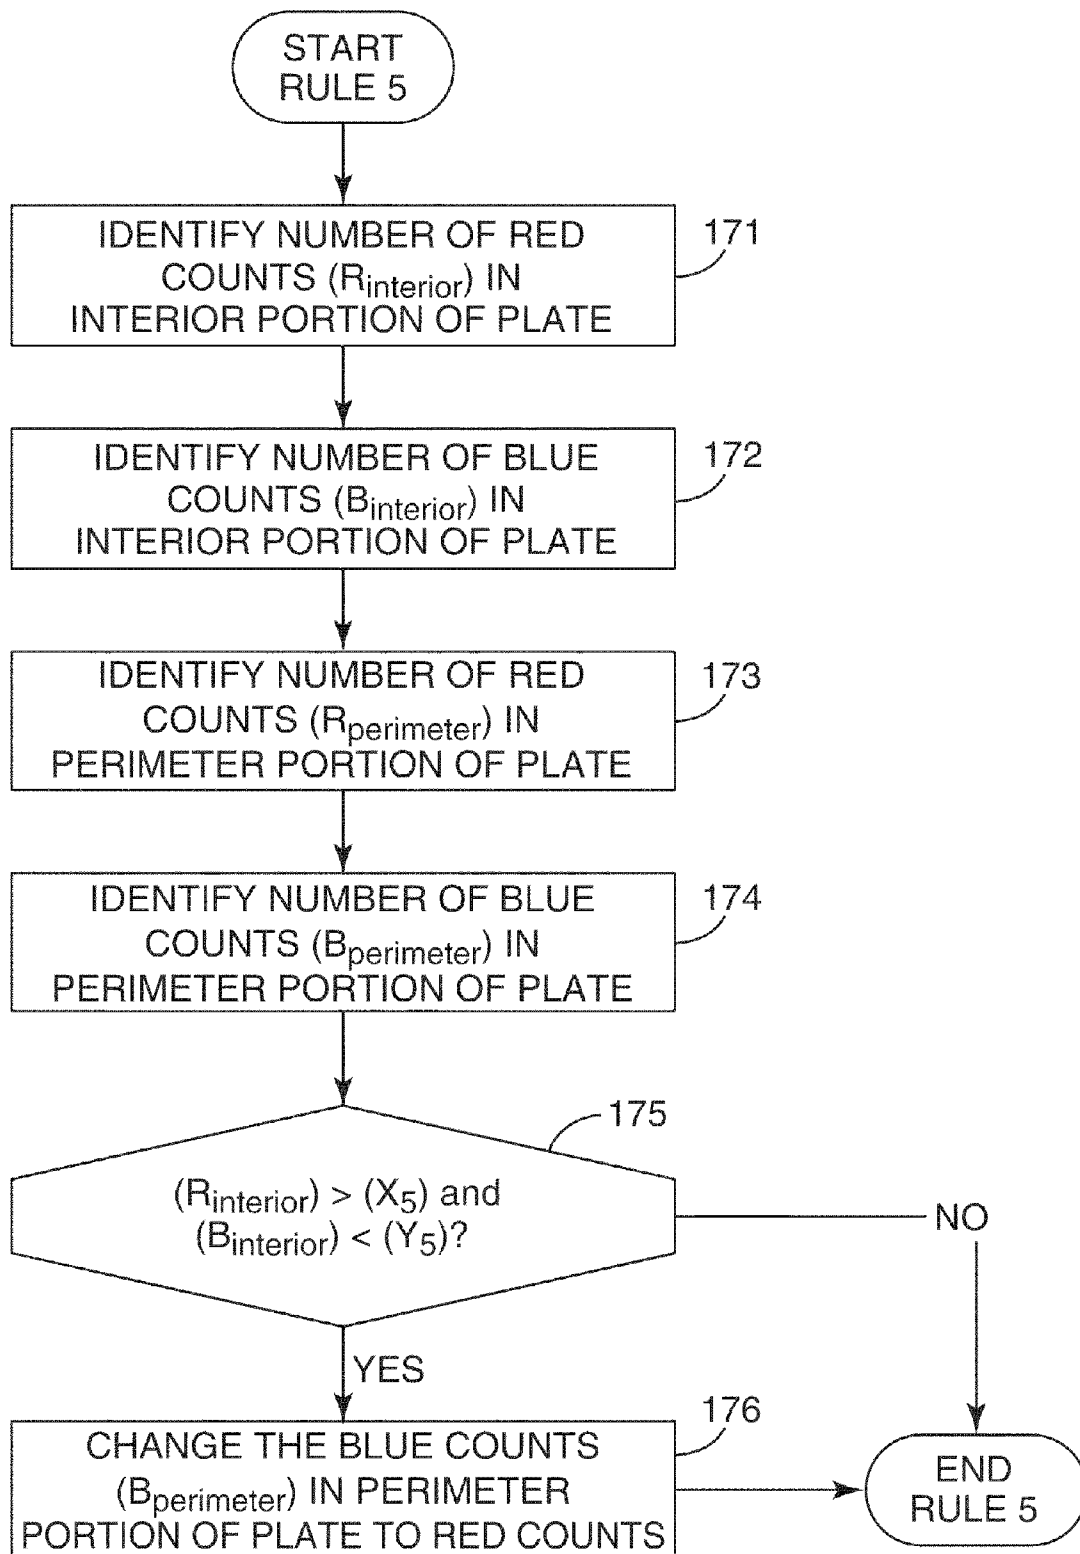 START
RULE 5
IDENTIFY NUMBER OF RED
COUNTS (Rinterior) IN
INTERIOR PORTION OF PLATE
171
IDENTIFY NUMBER OF BLUE
COUNTS (Binterior) IN
INTERIOR PORTION OF PLATE
172
IDENTIFY NUMBER OF RED
COUNTS (Rperimeter) IN
PERIMETER PORTION OF PLATE
173
IDENTIFY NUMBER OF BLUE
COUNTS (Bperimeter) IN
PERIMETER PORTION OF PLATE
174
175
(Rinterior) > (X5) and
(Binterior) < (Y5)?
NO
YES
176
CHANGE THE BLUE COUNTS
(Bperimeter) IN PERIMETER
PORTION OF PLATE TO RED COUNTS
END
RULE 5